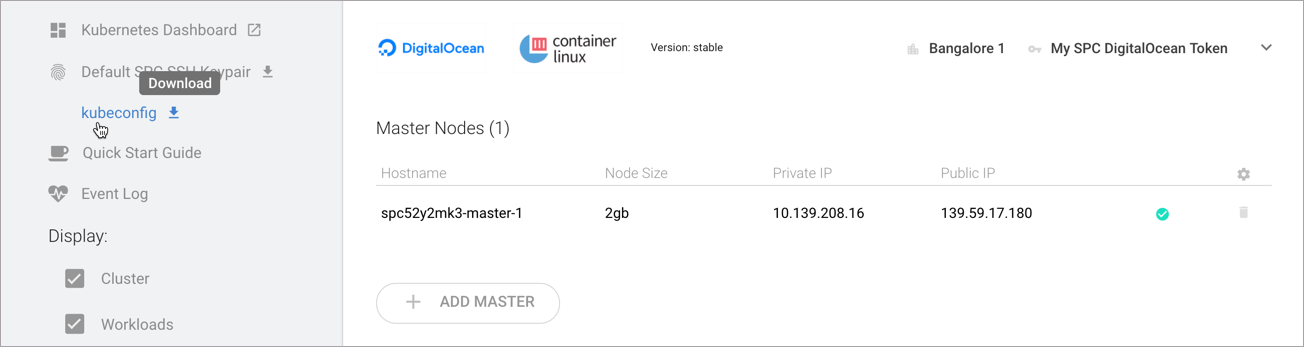 Kubernetes Dashboard
Default SPC SSH Keypair
Download
kubeconfig
Quick Start Guide
Event Log
Display:
Cluster
Workloads
DigitalOcean
container
linux
Version: stable
Bangalore 1
My SPC DigitalOcean Token
Master Nodes (1)
Hostname Node Size Private IP Public IP
spc52y2mk3-master-1 2gb 10.139.208.16 139.59.17.180
ADD MASTER